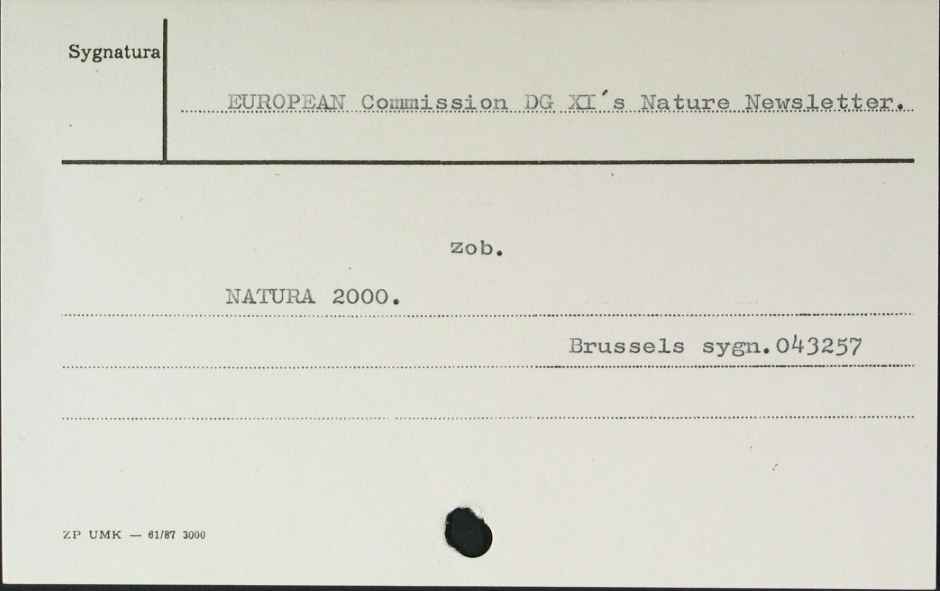 Sygnatura
EUROPEAN Commission DG XI´s Nature Newsletter.
zob.
NATURA 2000.
Brussels sygn.043257
ZP UMK — 61/87 3000